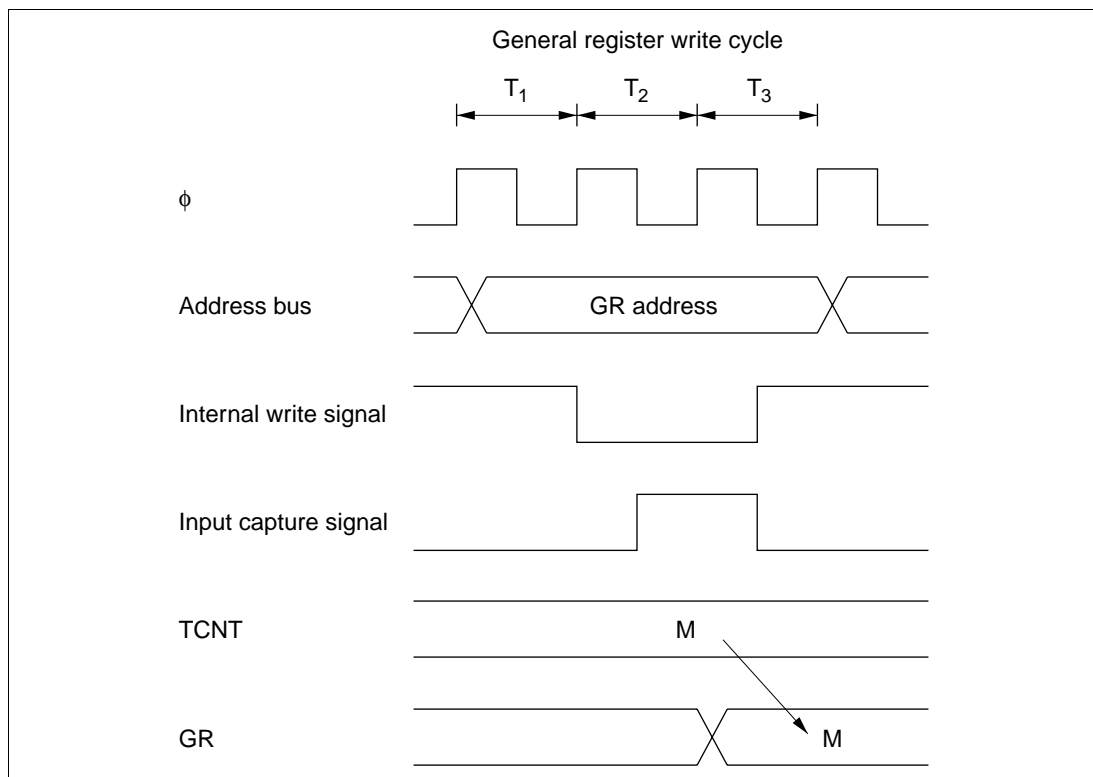 General register write cycle
T1 T2 T3
ϕ
Address bus GR address
Internal write signal
Input capture signal
TCNT M
GR M